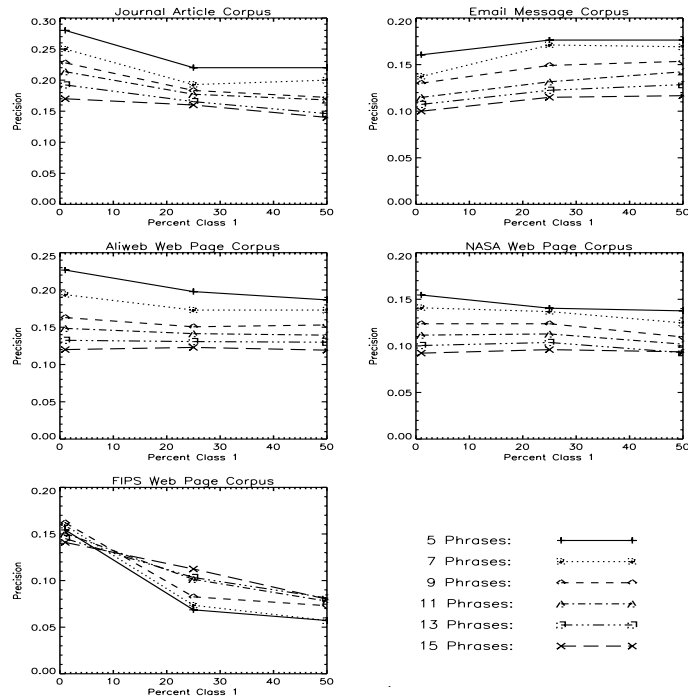 Journal Article Corpus
0.30
0.25
0.20
0.15
0.10
0.05
0.00
Precision
0 10 20 30 40 50
Percent Class 1
Email Message Corpus
0.20
0.15
0.10
0.05
0.00
Precision
0 10 20 30 40 50
Percent Class 1
Aliweb Web Page Corpus
0.25
0.20
0.15
0.10
0.05
0.00
Precision
0 10 20 30 40 50
Percent Class 1
NASA Web Page Corpus
0.20
0.15
0.10
0.05
0.00
Precision
0 10 20 30 40 50
Percent Class 1
FIPS Web Page Corpus
0.20
0.15
0.10
0.05
0.00
Precision
0 10 20 30 40 50
Percent Class 1
5 Phrases:
7 Phrases:
9 Phrases:
11 Phrases:
13 Phrases:
15 Phrases: